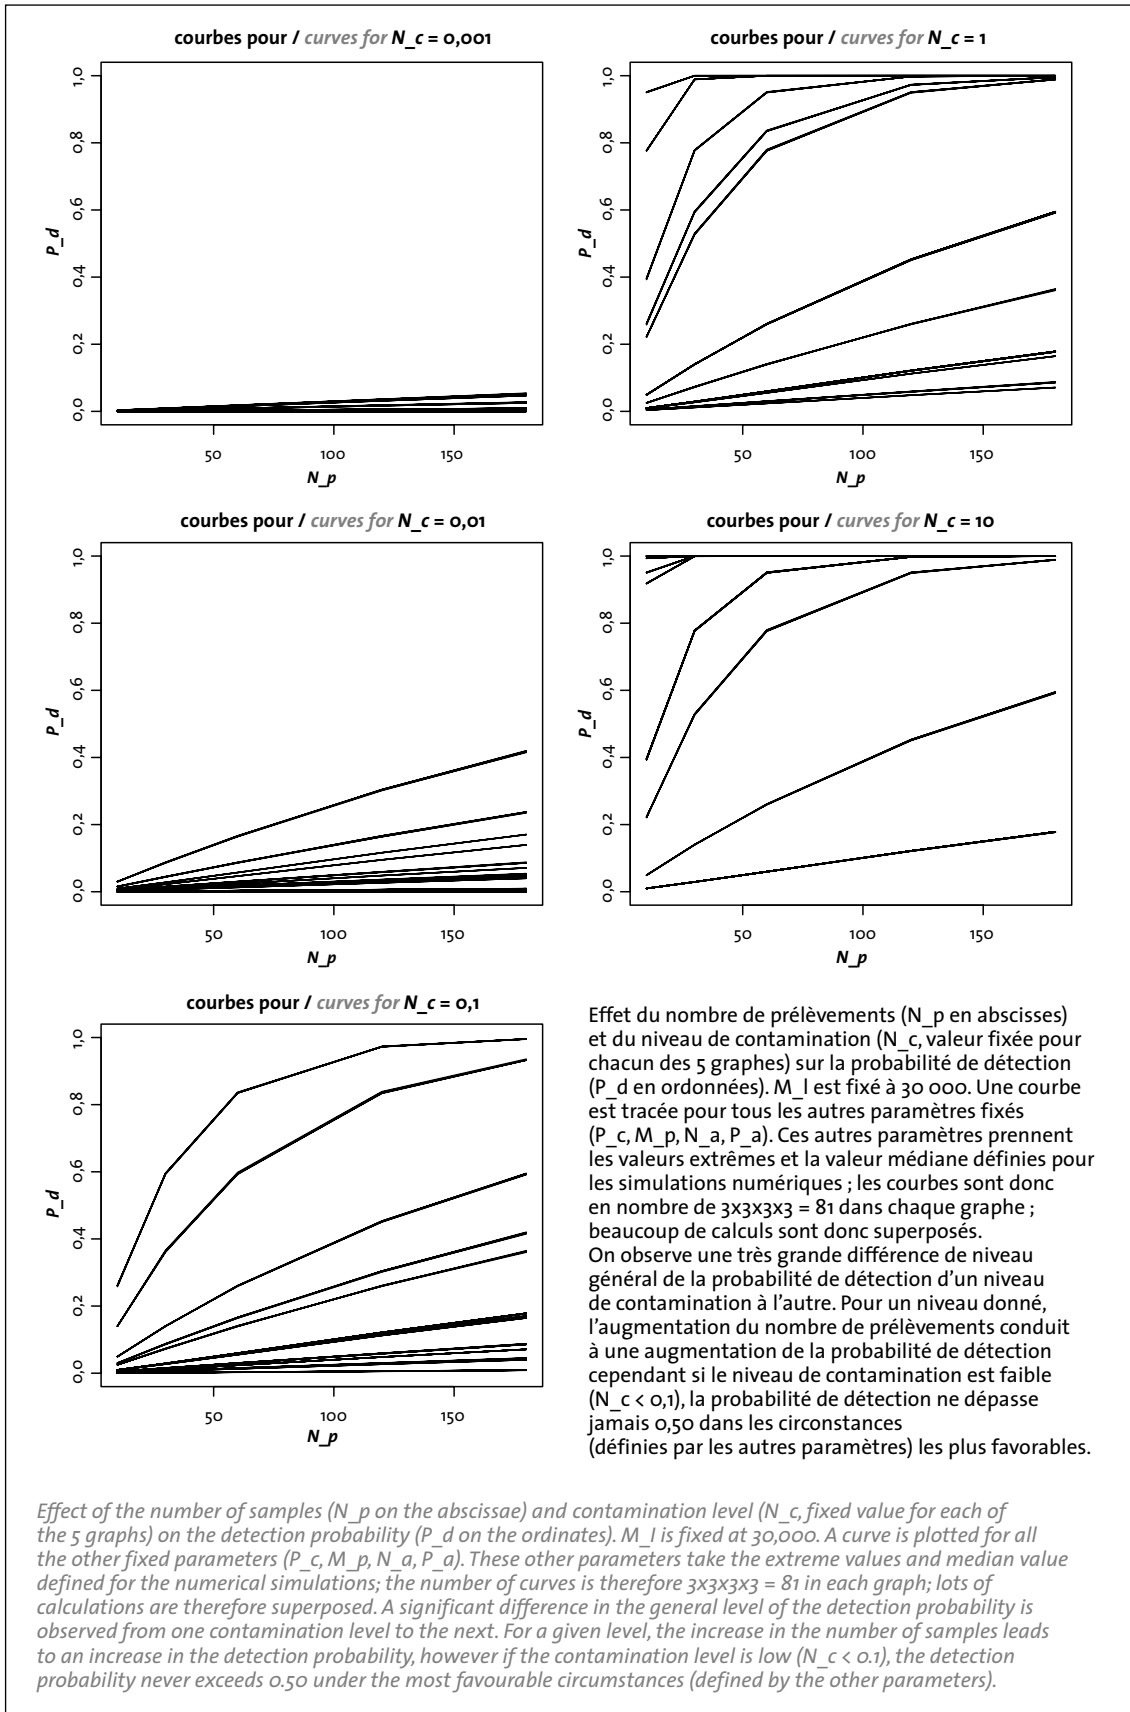 courbes pour / curves for N_c = 0,001
1,0
0,8
0,6
0,4
0,2
0,0
P_d
50 100 150
N_p
courbes pour / curves for N_c = 1
1,0
0,8
0,6
0,4
0,2
0,0
P_d
50 100 150
N_p
courbes pour / curves for N_c = 0,01
1,0
0,8
0,6
0,4
0,2
0,0
P_d
50 100 150
N_p
courbes pour / curves for N_c = 10
1,0
0,8
0,6
0,4
0,2
0,0
P_d
50 100 150
N_p
courbes pour / curves for N_c = 0,1
1,0
0,8
0,6
0,4
0,2
0,0
P_d
50 100 150
N_p
Effet du nombre de prélèvements (N_p en abscisses)
et du niveau de contamination (N_c, valeur fixée pour
chacun des 5 graphes) sur la probabilité de détection
(P_d en ordonnées). M_l est fixé à 30 000. Une courbe
est tracée pour tous les autres paramètres fixés
(P_c, M_p, N_a, P_a). Ces autres paramètres prennent
les valeurs extrêmes et la valeur médiane définies pour
les simulations numériques ; les courbes sont donc
en nombre de 3x3x3x3 = 81 dans chaque graphe ;
beaucoup de calculs sont donc superposés.
On observe une très grande différence de niveau
général de la probabilité de détection d'un niveau
de contamination à l'autre. Pour un niveau donné,
l'augmentation du nombre de prélèvements conduit
à une augmentation de la probabilité de détection
cependant si le niveau de contamination est faible
(N_c < 0,1), la probabilité de détection ne dépasse
jamais 0,50 dans les circonstances
(définies par les autres paramètres) les plus favorables.
Effect of the number of samples (N_p on the abscissae) and contamination level (N_c, fixed value for each of
the 5 graphs) on the detection probability (P_d on the ordinates). M_l is fixed at 30,000. A curve is plotted for all
the other fixed parameters (P_c, M_p, N_a, P_a). These other parameters take the extreme values and median value
defined for the numerical simulations; the number of curves is therefore 3x3x3x3 = 81 in each graph; lots of
calculations are therefore superposed. A significant difference in the general level of the detection probability is
observed from one contamination level to the next. For a given level, the increase in the number of samples leads
to an increase in the detection probability, however if the contamination level is low (N_c < 0.1), the detection
probability never exceeds 0.50 under the most favourable circumstances (defined by the other parameters).